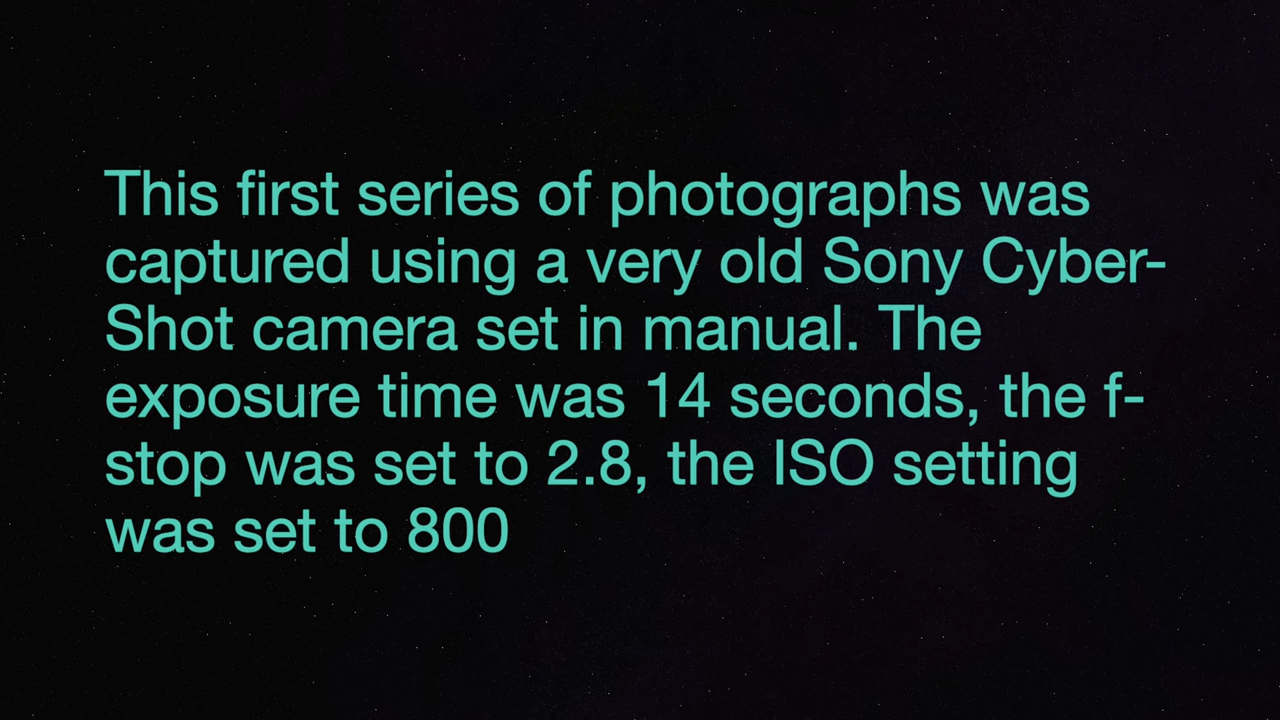 This first series of photographs was
captured using a very old Sony Cyber-
Shot camera set in manual. The
exposure time was 14 seconds, the f-
stop was set to 2.8, the ISO setting
was set to 800